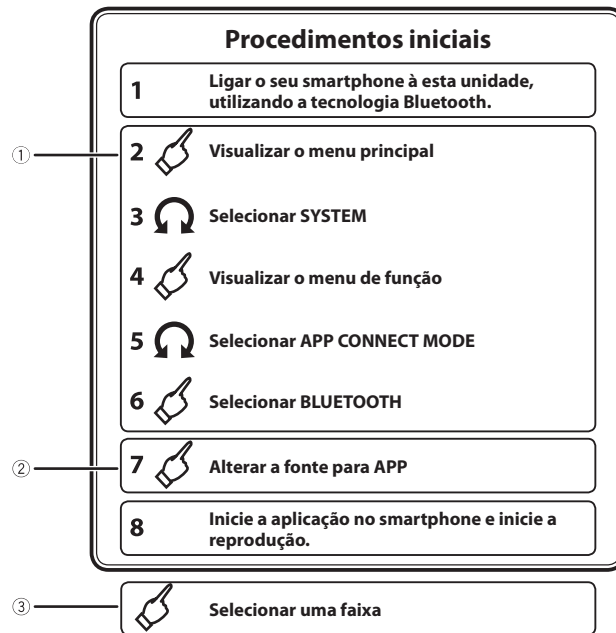 Procedimentos iniciais
1 Ligar o seu smartphone à esta unidade,
utilizando a tecnologia Bluetooth.
① 2 Visualizar o menu principal
3 Selecionar SYSTEM
4 Visualizar o menu de função
5 Selecionar APP CONNECT MODE
6 Selecionar BLUETOOTH
② 7 Alterar a fonte para APP
8 Inicie a aplicação no smartphone e inicie a
reprodução.
③ Selecionar uma faixa